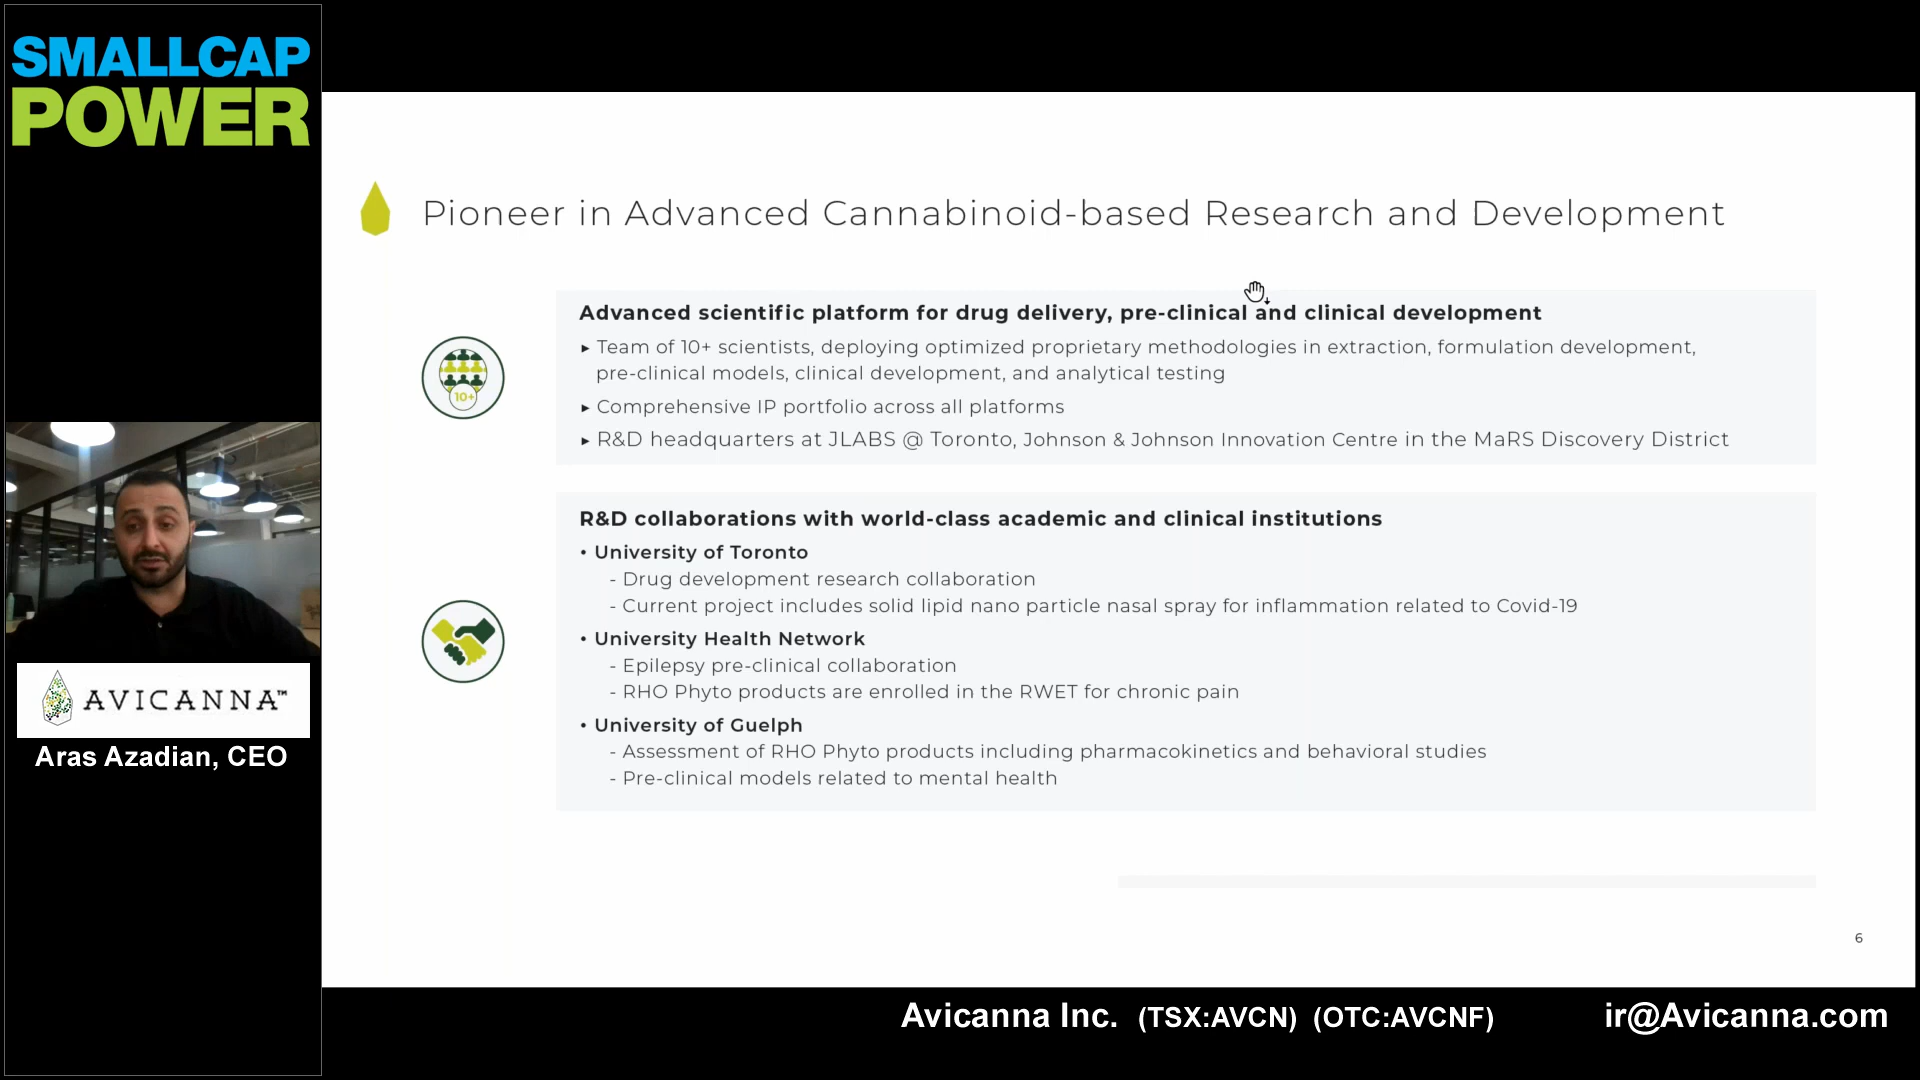 SMALLCAP
POWER
AVICANNA™
Aras Azadian, CEO
Pioneer in Advanced Cannabinoid-based Research and Development
10+
Advanced scientific platform for drug delivery, pre-clinical and clinical development
▸ Team of 10+ scientists, deploying optimized proprietary methodologies in extraction, formulation development,
pre-clinical models, clinical development, and analytical testing
▸ Comprehensive IP portfolio across all platforms
▸ R&D headquarters at JLABS @ Toronto, Johnson & Johnson Innovation Centre in the MaRS Discovery District
R&D collaborations with world-class academic and clinical institutions
• University of Toronto
- Drug development research collaboration
- Current project includes solid lipid nano particle nasal spray for inflammation related to Covid-19
• University Health Network
- Epilepsy pre-clinical collaboration
- RHO Phyto products are enrolled in the RWET for chronic pain
• University of Guelph
- Assessment of RHO Phyto products including pharmacokinetics and behavioral studies
- Pre-clinical models related to mental health
6
Avicanna Inc. (TSX:AVCN) (OTC:AVCNF) ir@Avicanna.com